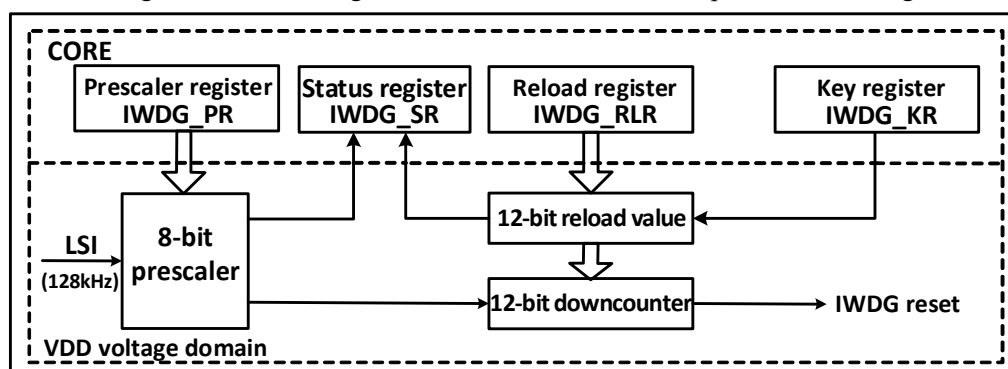 CORE
Prescaler register
IWDG_PR
Status register
IWDG_SR
Reload register
IWDG_RLR
Key register
IWDG_KR
8-bit
prescaler
LSI
(128kHz)
12-bit reload value
12-bit downcounter
IWDG reset
VDD voltage domain